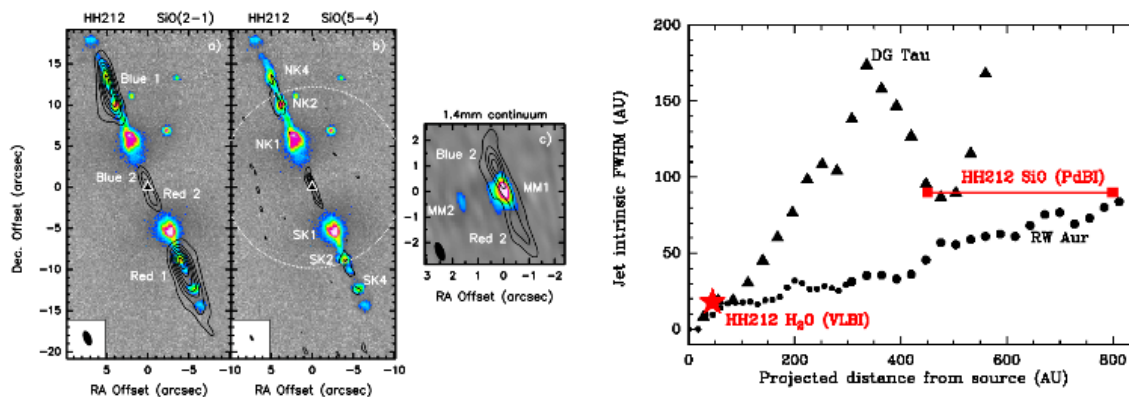 HH212 SiO(2-1) HH212 SiO(5-4)
a) b)
Blue 1 NK4
NK2
NK1
Blue 2
Red 2
SK1
Red 1 SK2
SK4
15
10
5
0
-5
-10
-15
-20
Dec. Offset (arcsec)
5 0 -5 5 0 -5 -10
RA Offset (arcsec) RA Offset (arcsec)
1.4mm continuum
c)
Blue 2
MM1
MM2
Red 2
2
1
0
-1
-2
3 2 1 0 -1 -2
RA Offset (arcsec)
200
150
100
50
0
Jet intrinsic FWHM (AU)
DG Tau
HH212 SiO (PdBI)
RW Aur
HH212 H₂O (VLBI)
0 200 400 600 800
Projected distance from source (AU)